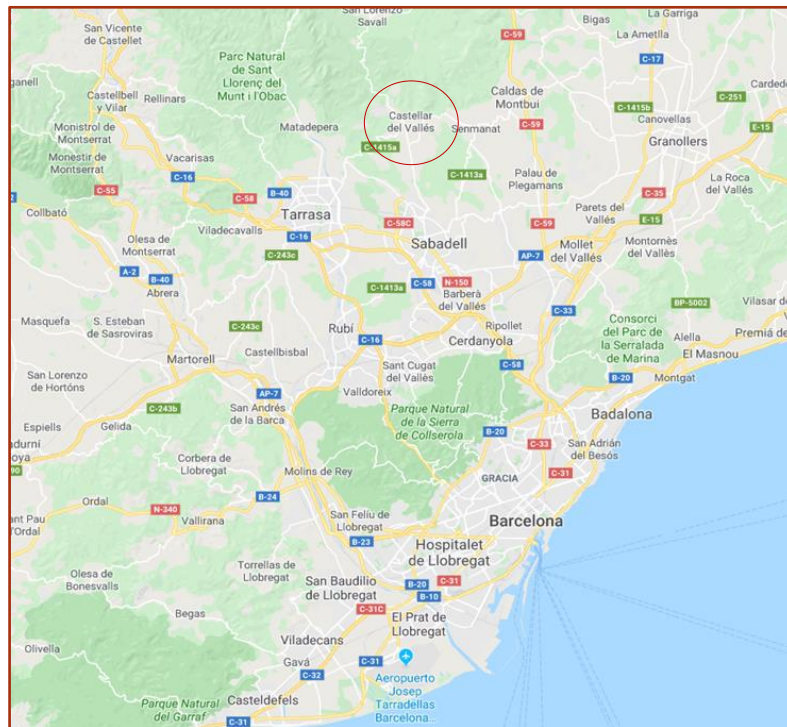 San Lorenzo
Savall
Bigas
La Garriga
San Vicente
de Castellet
C-59
La Ametlla
C-17
Parc Natural
de Sant
Llorenç del
Munt i l'Obac
Castellbell
y Vilar
Rellinars
Caldas de
Montbui
C-1415b
C-251
Canovellas
E-15
Castellar
del Vallés
Matadepera
Senmanat
C-59
Monistrol de
Montserrat
Monestir de
Montserrat
Vacarisas
C-1415a
Granollers
C-16
C-1413a
Palau de
Plegamans
La Roca
del Vallés
C-55
C-58
B-40
C-35
Collbató
Tarrasa
Viladecavalls
C-16
C-58C
C-59
Parets del
Vallés
E-15
Olesa de
Montserrat
C-243c
Sabadell
Mollet
del Vallés
Montornès
del Vallès
AP-7
A-2
B-40
Abrera
C-1413a
C-58
N-150
Barberà
del Vallés
C-33
BP-5002
Vilasar de
Masquefa
S. Esteban
de Sasroviras
C-243c
Rubí
Ripollet
Consorci
del Parc de
la Serralada
de Marina
Alella
Premiá de
Martorell
Castellbisbal
C-16
Cerdanyola
El Masnou
San Lorenzo
de Hortóns
Sant Cugat
del Vallés
C-58
Montgat
B-20
AP-7
Valldoreix
C-243b
San Andrés
de la Barca
Parque Natural
de la Sierra
de Collserola
Badalona
Espiells
Gelida
B-20
C-33
San Adrián
del Besós
Corbera de
Llobregat
Molins de Rey
C-31
GRACIA
B-24
Ordal
N-340
Vallirana
San Feliu de
Llobregat
Barcelona
B-23
Hospitalet
de Llobregat
Torrellas de
Llobregat
Olesa de
Bonesvalls
San Baudilio
de Llobregat
B-20
C-31
B-10
C-31C
Begas
El Prat de
Llobregat
Viladecans
Olivella
Gavá
C-31
C-32
Aeropuerto
Josep
Tarradellas
Barcelona..
Parque Natural
del Garraf
Casteldefels
C-31